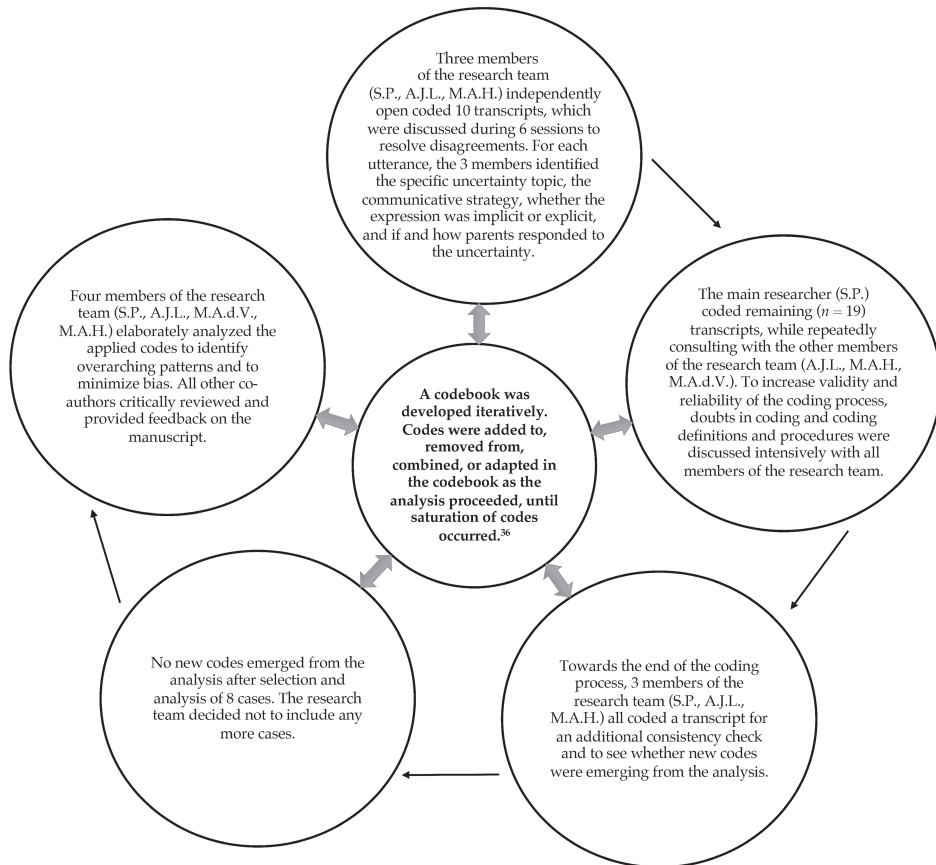 Three members
of the research team
(S.P., A.J.L., M.A.H.) independently
open coded 10 transcripts, which
were discussed during 6 sessions to
resolve disagreements. For each
utterance, the 3 members identified
the specific uncertainty topic, the
communicative strategy, whether the
expression was implicit or explicit,
and if and how parents responded to
the uncertainty.
The main researcher (S.P.)
coded remaining (n = 19)
transcripts, while repeatedly
consulting with the other members
of the research team (A.J.L., M.A.H.,
M.A.d.V.). To increase validity and
reliability of the coding process,
doubts in coding and coding
definitions and procedures were
discussed intensively with all
members of the research team.
Towards the end of the coding
process, 3 members of the
research team (S.P., A.J.L.,
M.A.H.) all coded a transcript for
an additional consistency check
and to see whether new codes
were emerging from the analysis.
No new codes emerged from the
analysis after selection and
analysis of 8 cases. The research
team decided not to include any
more cases.
Four members of the research
team (S.P., A.J.L., M.A.d.V.,
M.A.H.) elaborately analyzed the
applied codes to identify
overarching patterns and to
minimize bias. All other co-
authors critically reviewed and
provided feedback on the
manuscript.
A codebook was
developed iteratively.
Codes were added to,
removed from,
combined, or adapted in
the codebook as the
analysis proceeded, until
saturation of codes
occurred.³⁶